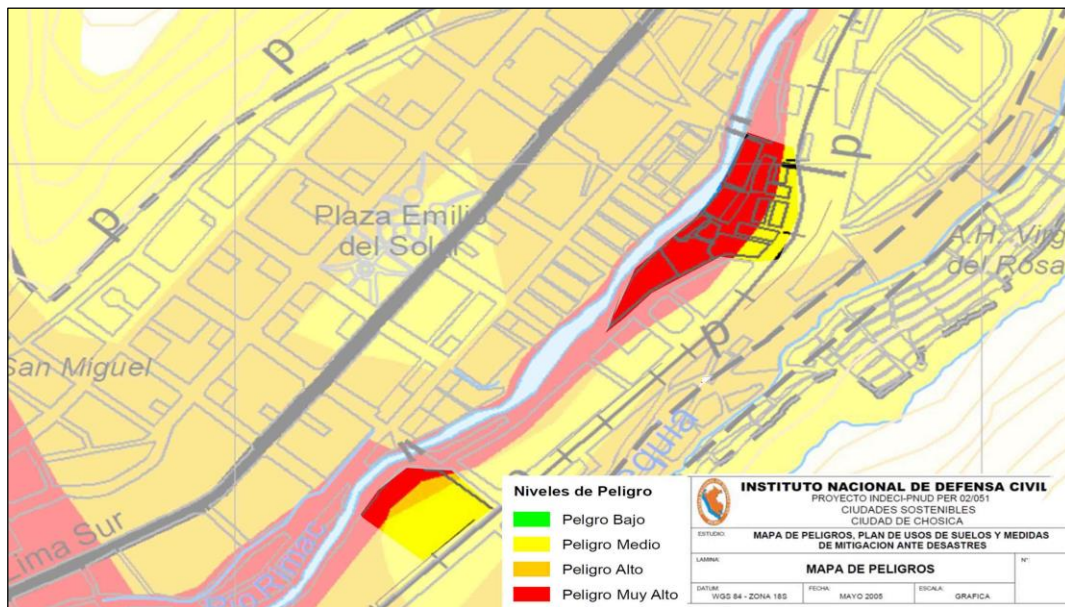 p
p
p
p
Plaza Emilio
del Solar
A.H. Virg
del Rosa
San Miguel
Lima Sur
Rio Rimac
Niveles de Peligro
Pelgro Bajo
Peligro Medio
Peligro Alto
Peligro Muy Alto
INSTITUTO NACIONAL DE DEFENSA CIVIL
PROYECTO INDECI-PNUD PER 02/051
CIUDADES SOSTENIBLES
CIUDAD DE CHOSICA
ESTUDIO: MAPA DE PELIGROS, PLAN DE USOS DE SUELOS Y MEDIDAS
DE MITIGACION ANTE DESASTRES
LAMINA: Nº:
MAPA DE PELIGROS
DATUM: FECHA: ESCALA:
WGS 84 - ZONA 18S MAYO 2005 GRAFICA